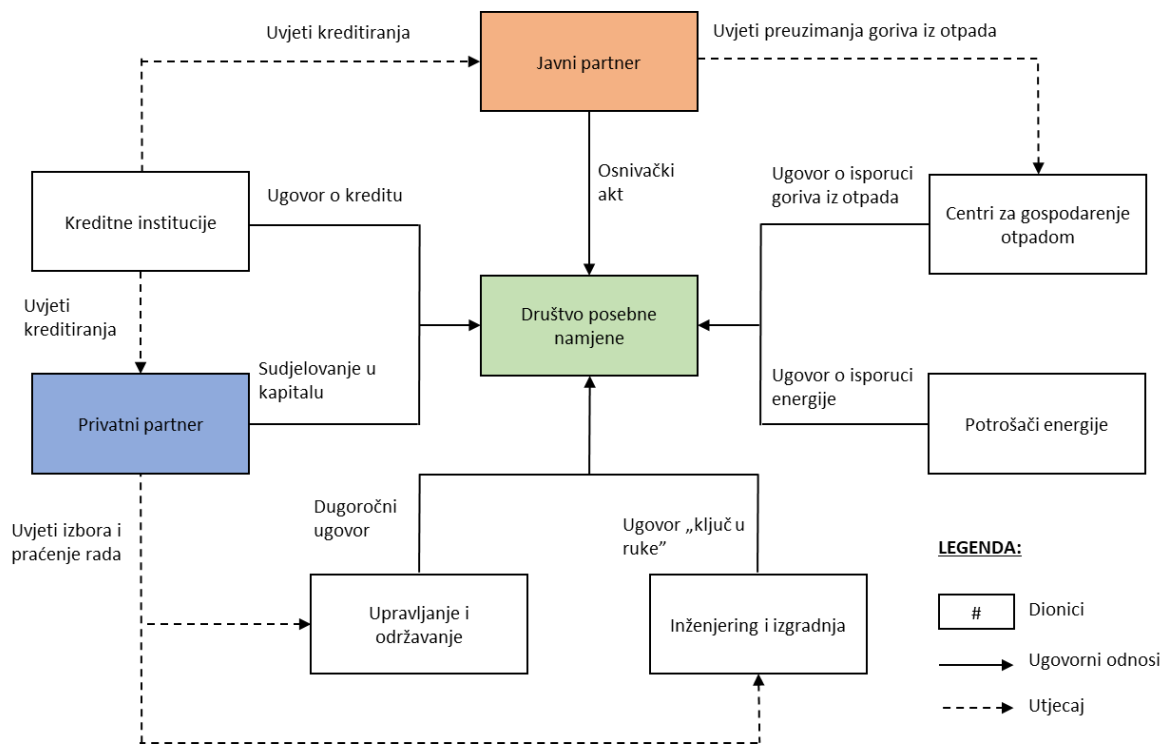 Uvjeti kreditiranja
Javni partner
Uvjeti preuzimanja goriva iz otpada
Osnivački
akt
Kreditne institucije
Ugovor o kreditu
Ugovor o isporuci
goriva iz otpada
Centri za gospodarenje
otpadom
Uvjeti
kreditiranja
Društvo posebne
namjene
Sudjelovanje u
kapitalu
Privatni partner
Ugovor o isporuci
energije
Potrošači energije
Uvjeti izbora i
praćenje rada
Dugoročni
ugovor
Ugovor „ključ u
ruke”
Upravljanje i
održavanje
Inženjering i izgradnja
LEGENDA:
# Dionici
Ugovorni odnosi
Utjecaj